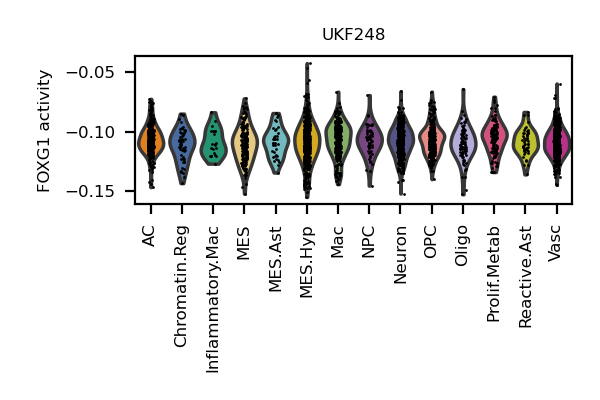 UKF248
FOXG1 activity
−0.05
−0.10
−0.15
AC
Chromatin.Reg
Inflammatory.Mac
MES
MES.Ast
MES.Hyp
Mac
NPC
Neuron
OPC
Oligo
Prolif.Metab
Reactive.Ast
Vasc